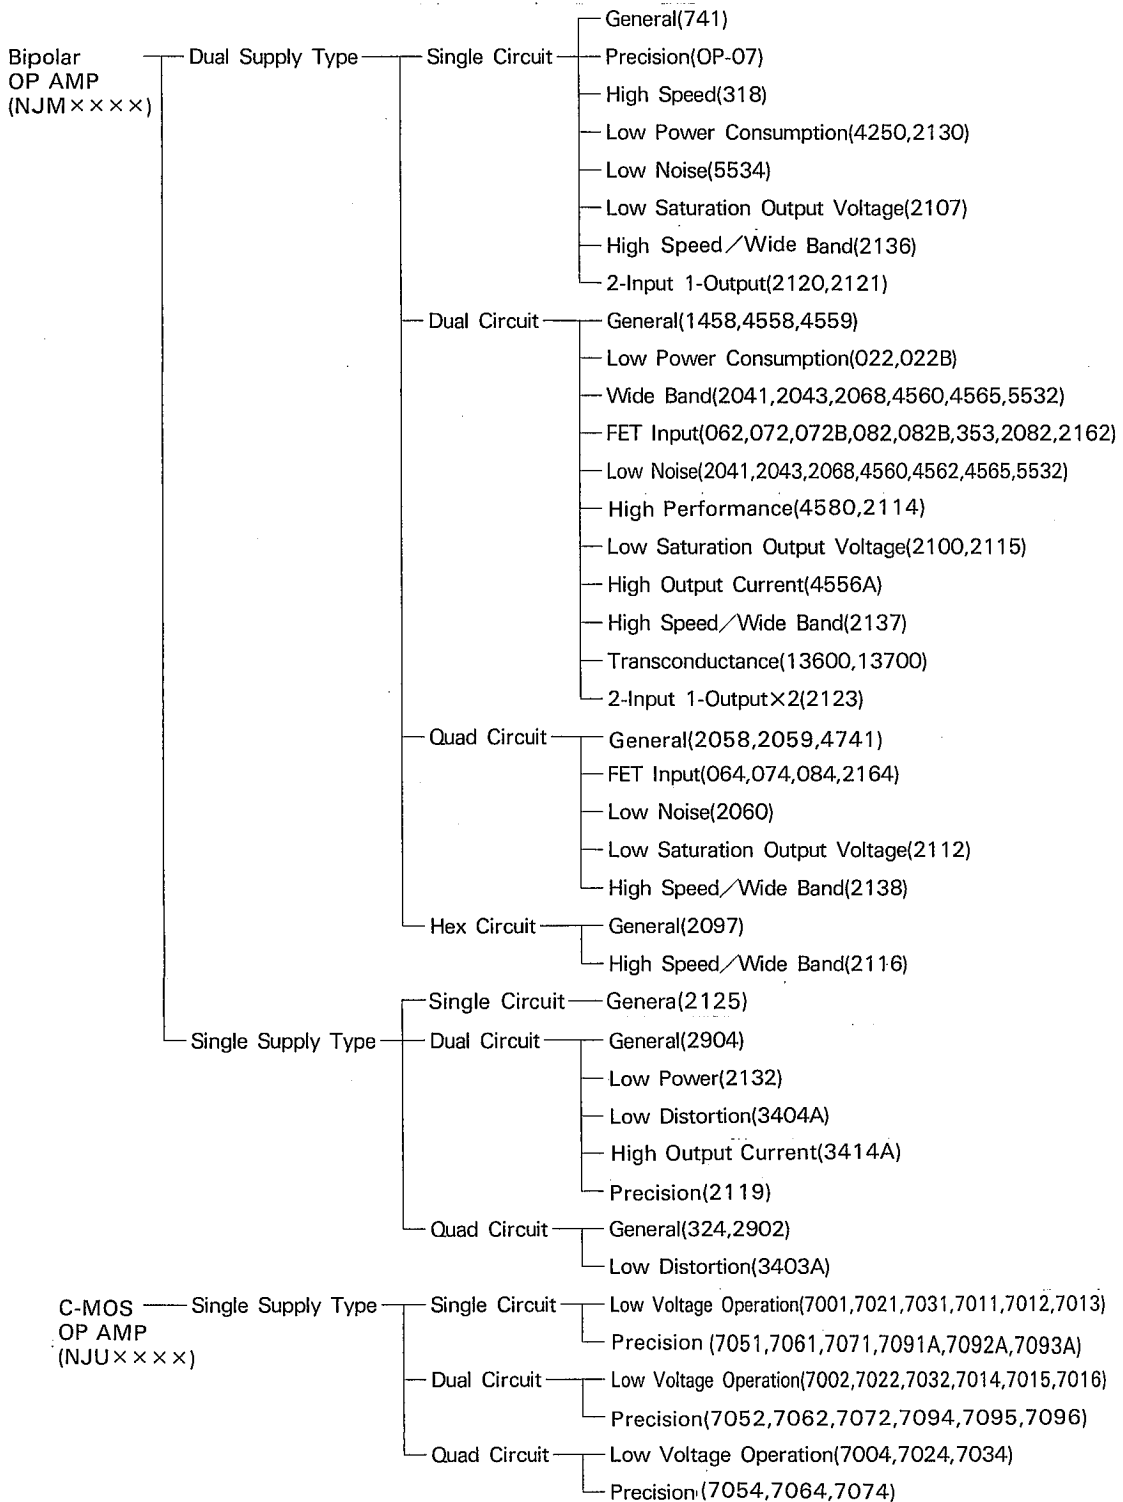 General(741)
Bipolar
OP AMP
(NJM××××)
Dual Supply Type
Single Circuit
Precision(OP-07)
High Speed(318)
Low Power Consumption(4250,2130)
Low Noise(5534)
Low Saturation Output Voltage(2107)
High Speed/Wide Band(2136)
2-Input 1-Output(2120,2121)
Dual Circuit
General(1458,4558,4559)
Low Power Consumption(022,022B)
Wide Band(2041,2043,2068,4560,4565,5532)
FET Input(062,072,072B,082,082B,353,2082,2162)
Low Noise(2041,2043,2068,4560,4562,4565,5532)
High Performance(4580,2114)
Low Saturation Output Voltage(2100,2115)
High Output Current(4556A)
High Speed/Wide Band(2137)
Transconductance(13600,13700)
2-Input 1-Output×2(2123)
Quad Circuit
General(2058,2059,4741)
FET Input(064,074,084,2164)
Low Noise(2060)
Low Saturation Output Voltage(2112)
High Speed/Wide Band(2138)
Hex Circuit
General(2097)
High Speed/Wide Band(2116)
Single Supply Type
Single Circuit
Genera(2125)
Dual Circuit
General(2904)
Low Power(2132)
Low Distortion(3404A)
High Output Current(3414A)
Precision(2119)
Quad Circuit
General(324,2902)
Low Distortion(3403A)
C-MOS
OP AMP
(NJU××××)
Single Supply Type
Single Circuit
Low Voltage Operation(7001,7021,7031,7011,7012,7013)
Precision (7051,7061,7071,7091A,7092A,7093A)
Dual Circuit
Low Voltage Operation(7002,7022,7032,7014,7015,7016)
Precision(7052,7062,7072,7094,7095,7096)
Quad Circuit
Low Voltage Operation(7004,7024,7034)
Precision (7054,7064,7074)